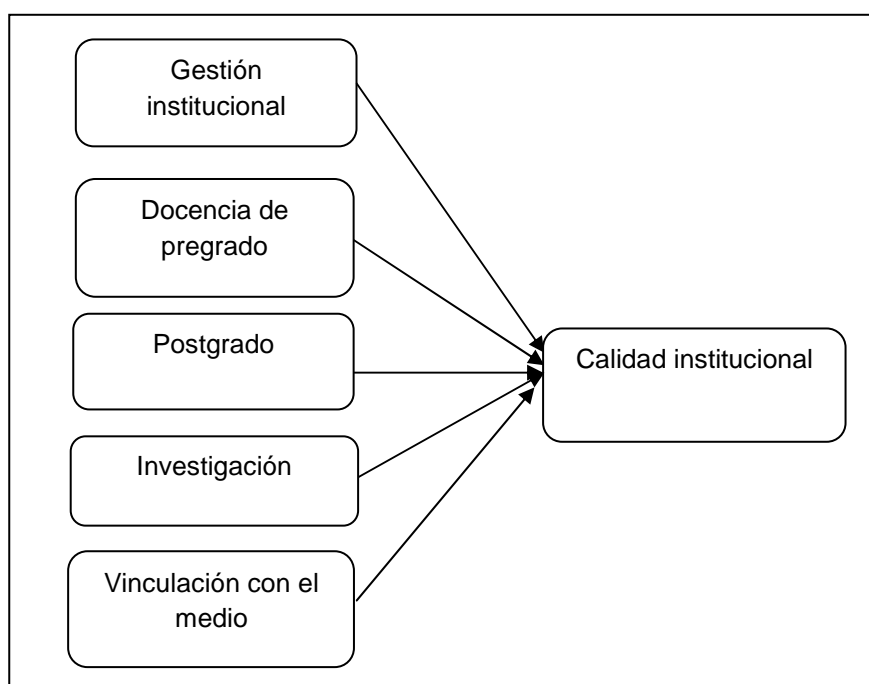 Gestión
institucional
Docencia de
pregrado
Postgrado
Investigación
Vinculación con el
medio
Calidad institucional